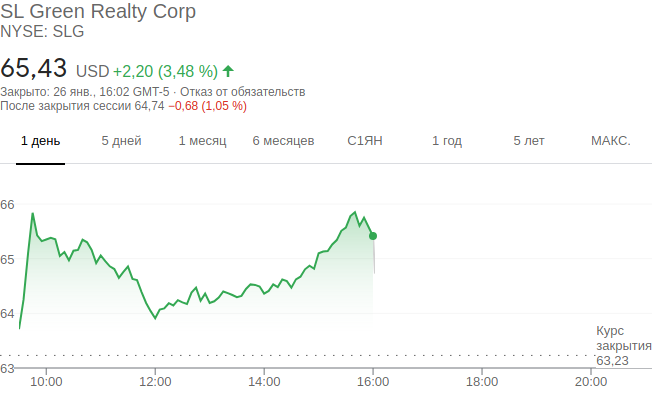 SL Green Realty Corp
NYSE: SLG
65,43 USD +2,20 (3,48 %)
Закрыто: 26 янв., 16:02 GMT-5 · Отказ от обязательств
После закрытия сессии 64,74 −0,68 (1,05 %)
1 день 5 дней 1 месяц 6 месяцев С1ЯН 1 год 5 лет МАКС.
66
65
64
Курс
закрытия
63,23
63
10:00 12:00 14:00 16:00 18:00 20:00